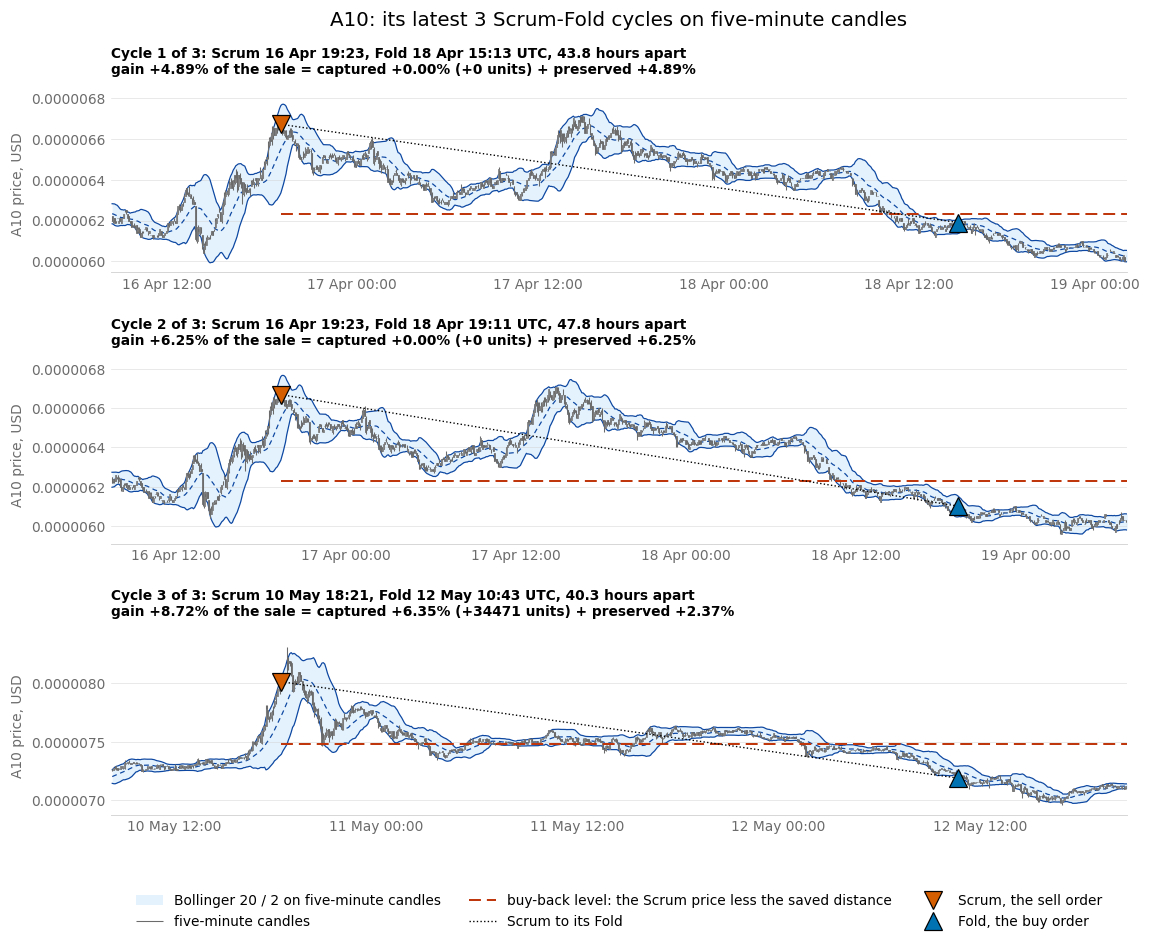 A10: its latest 3 Scrum-Fold cycles on five-minute candles
Cycle 1 of 3: Scrum 16 Apr 19:23, Fold 18 Apr 15:13 UTC, 43.8 hours apart
gain +4.89% of the sale = captured +0.00% (+0 units) + preserved +4.89%
A10 price, USD
0.0000068
0.0000066
0.0000064
0.0000062
0.0000060
16 Apr 12:00 17 Apr 00:00 17 Apr 12:00 18 Apr 00:00 18 Apr 12:00 19 Apr 00:00
Cycle 2 of 3: Scrum 16 Apr 19:23, Fold 18 Apr 19:11 UTC, 47.8 hours apart
gain +6.25% of the sale = captured +0.00% (+0 units) + preserved +6.25%
A10 price, USD
0.0000068
0.0000066
0.0000064
0.0000062
0.0000060
16 Apr 12:00 17 Apr 00:00 17 Apr 12:00 18 Apr 00:00 18 Apr 12:00 19 Apr 00:00
Cycle 3 of 3: Scrum 10 May 18:21, Fold 12 May 10:43 UTC, 40.3 hours apart
gain +8.72% of the sale = captured +6.35% (+34471 units) + preserved +2.37%
A10 price, USD
0.0000080
0.0000075
0.0000070
10 May 12:00 11 May 00:00 11 May 12:00 12 May 00:00 12 May 12:00
Bollinger 20 / 2 on five-minute candles
five-minute candles
buy-back level: the Scrum price less the saved distance
Scrum to its Fold
Scrum, the sell order
Fold, the buy order